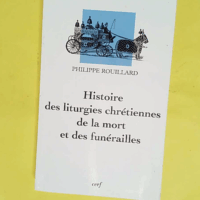 PHILIPPE ROUILLARD
Histoire
des liturgies chrétiennes
de la mort
et des funérailles
cerf